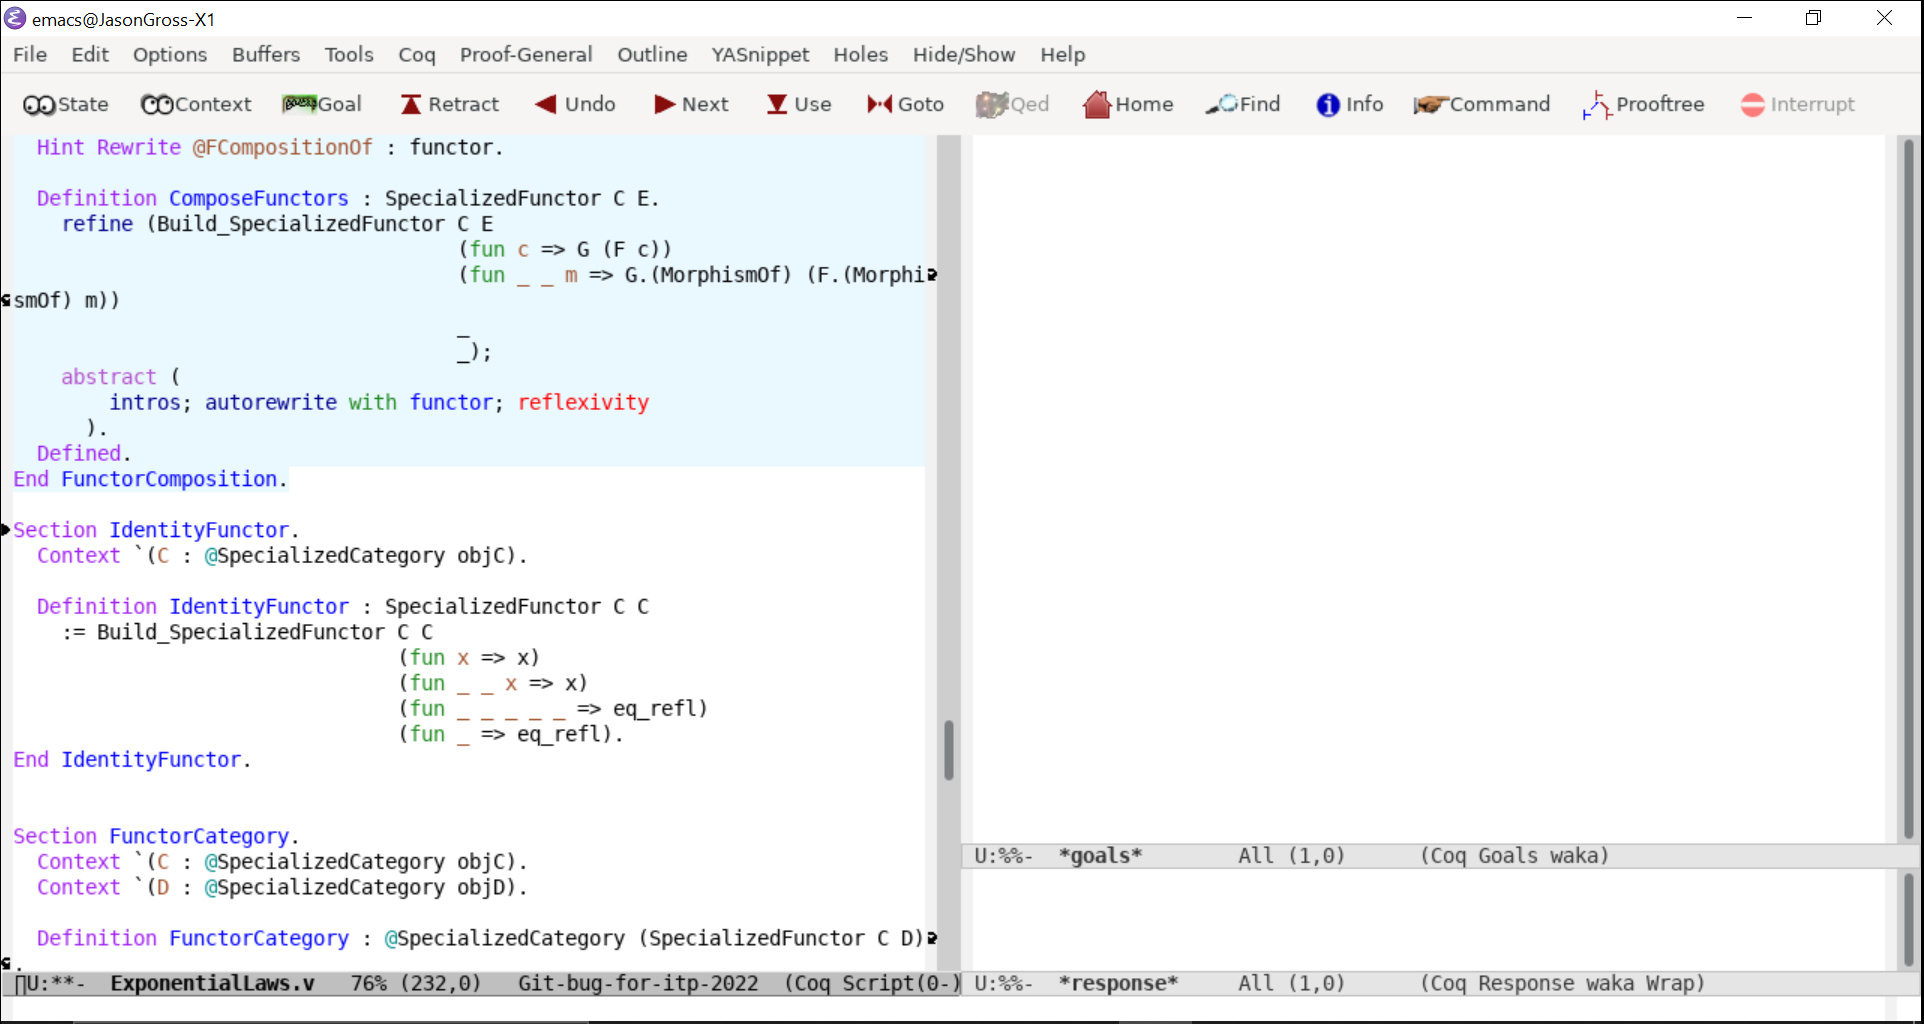 emacs@JasonGross-X1
File Edit Options Buffers Tools Coq Proof-General Outline YASnippet Holes Hide/Show Help
State Context Goal Retract Undo Next Use Goto Qed Home Find Info Command Prooftree Interrupt
Hint Rewrite @FCompositionOf : functor.
Definition ComposeFunctors : SpecializedFunctor C E.
refine (Build_SpecializedFunctor C E
(fun c => G (F c))
(fun _ _ m => G.(MorphismOf) (F.(Morphi
smOf) m))
_
_);
abstract (
intros; autorewrite with functor; reflexivity
).
Defined.
End FunctorComposition.
Section IdentityFunctor.
Context `(C : @SpecializedCategory objC).
Definition IdentityFunctor : SpecializedFunctor C C
:= Build_SpecializedFunctor C C
(fun x => x)
(fun _ _ x => x)
(fun _ _ _ _ _ => eq_refl)
(fun _ => eq_refl).
End IdentityFunctor.
Section FunctorCategory.
Context `(C : @SpecializedCategory objC).
Context `(D : @SpecializedCategory objD).
Definition FunctorCategory : @SpecializedCategory (SpecializedFunctor C D)
.
U:**- ExponentialLaws.v 76% (232,0) Git-bug-for-itp-2022 (Coq Script(0-)
U:%%- *goals* All (1,0) (Coq Goals waka)
U:%%- *response* All (1,0) (Coq Response waka Wrap)